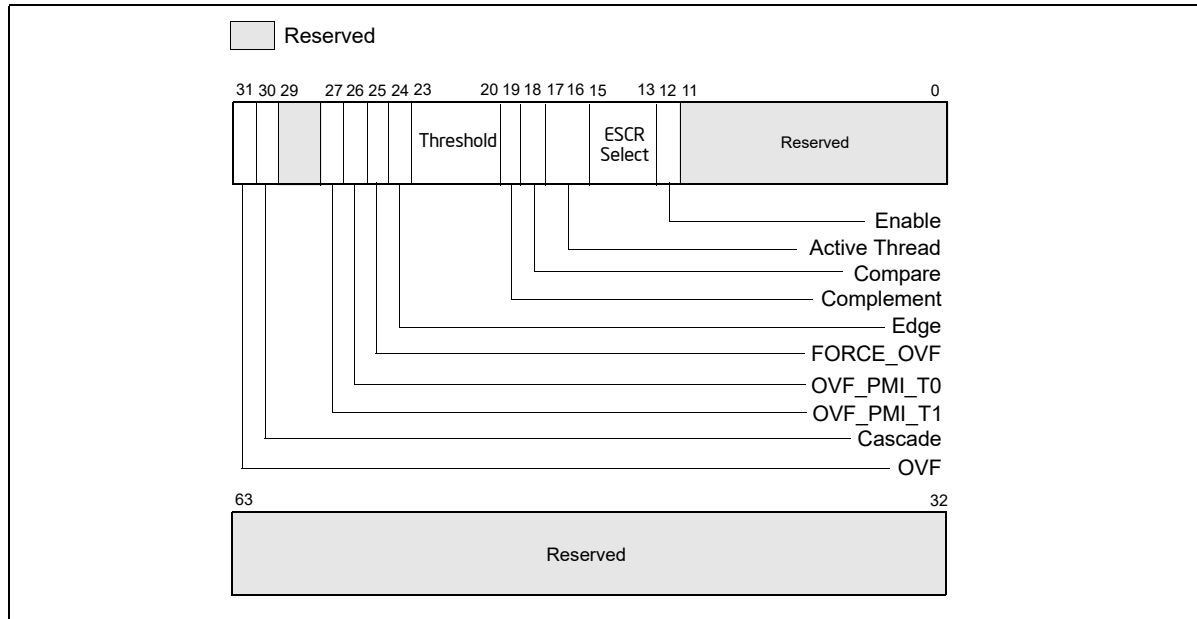 Reserved
31 30 29 27 26 25 24 23 20 19 18 17 16 15 13 12 11 0
Threshold
ESCR
Select
Reserved
Enable
Active Thread
Compare
Complement
Edge
FORCE_OVF
OVF_PMI_T0
OVF_PMI_T1
Cascade
OVF
63 32
Reserved